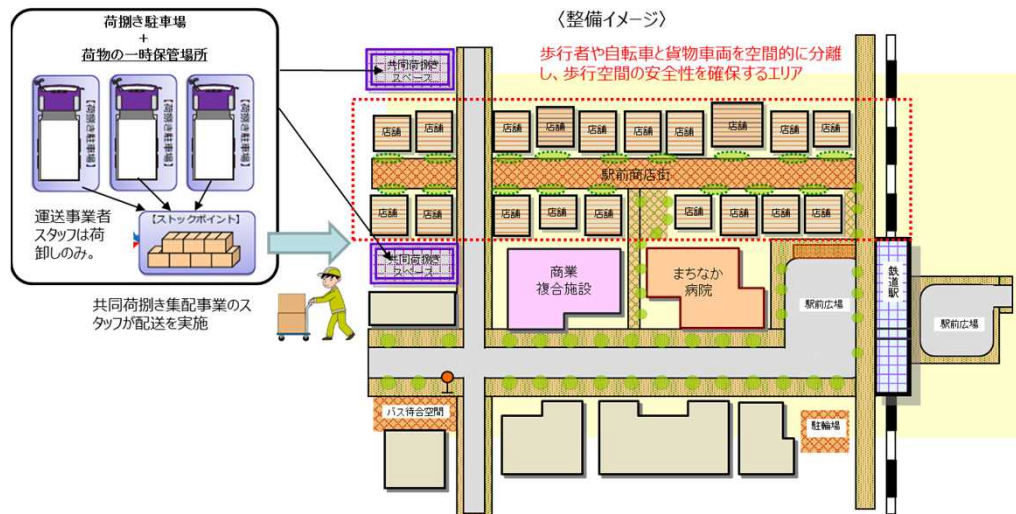 〈整備イメージ〉
荷捌き駐車場
+
荷物の一時保管場所
【荷捌き駐車場】
【荷捌き駐車場】
【荷捌き駐車場】
【ストックポイント】
運送事業者
スタッフは荷
卸しのみ。
共同荷捌き集配事業のス
タッフが配送を実施
歩行者や自転車と貨物車両を空間的に分離
し、歩行空間の安全性を確保するエリア
共同荷捌き
スペース
店舗
店舗
店舗
店舗
店舗
店舗
店舗
店舗
店舗
店舗
駅前商店街
店舗
店舗
店舗
店舗
店舗
店舗
店舗
店舗
店舗
共同荷捌き
スペース
商業
複合施設
まちなか
病院
駅前広場
鉄道駅
駅前広場
バス待合空間
駐輪場